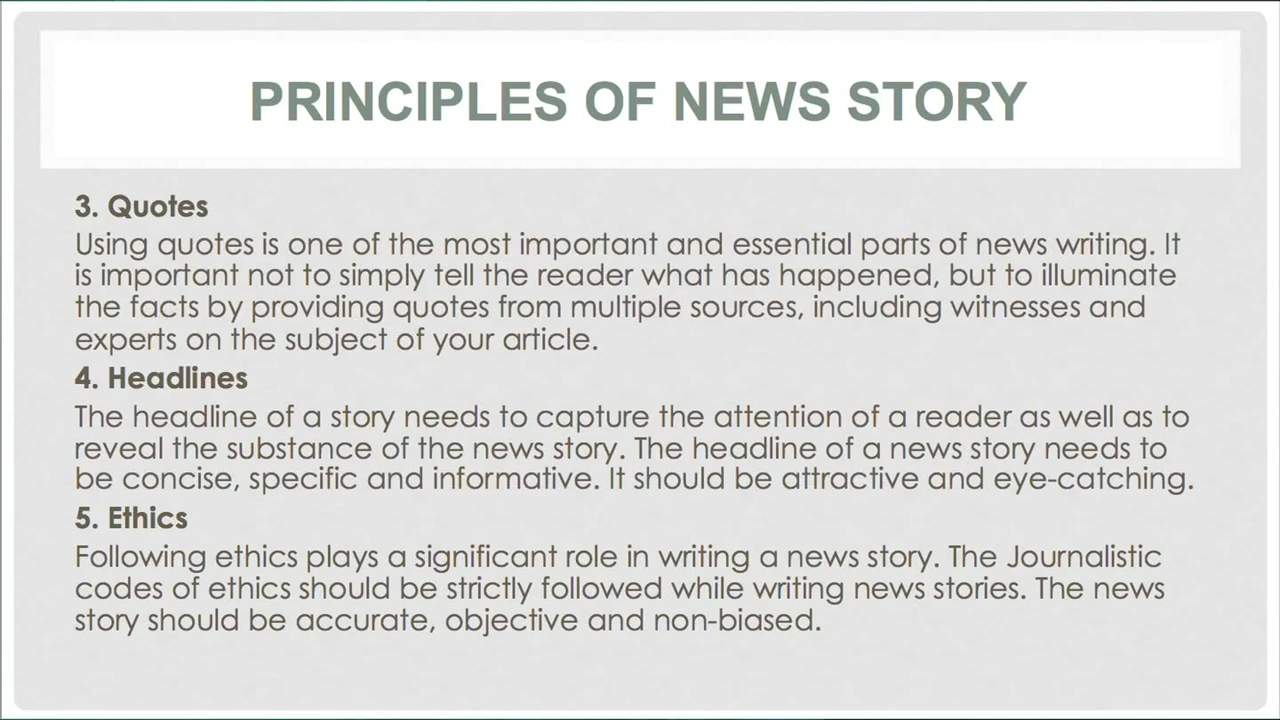 PRINCIPLES OF NEWS STORY
3. Quotes
Using quotes is one of the most important and essential parts of news writing. It
is important not to simply tell the reader what has happened, but to illuminate
the facts by providing quotes from multiple sources, including witnesses and
experts on the subject of your article.
4. Headlines
The headline of a story needs to capture the attention of a reader as well as to
reveal the substance of the news story. The headline of a news story needs to
be concise, specific and informative. It should be attractive and eye-catching.
5. Ethics
Following ethics plays a significant role in writing a news story. The Journalistic
codes of ethics should be strictly followed while writing news stories. The news
story should be accurate, objective and non-biased.